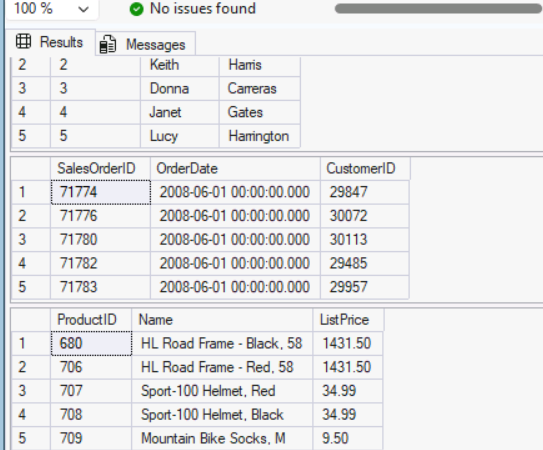 100 % No issues found
Results Messages
2 2 Keith Harris
3 3 Donna Carreras
4 4 Janet Gates
5 5 Lucy Harrington
SalesOrderID OrderDate CustomerID
1 71774 2008-06-01 00:00:00.000 29847
2 71776 2008-06-01 00:00:00.000 30072
3 71780 2008-06-01 00:00:00.000 30113
4 71782 2008-06-01 00:00:00.000 29485
5 71783 2008-06-01 00:00:00.000 29957
ProductID Name ListPrice
1 680 HL Road Frame - Black, 58 1431.50
2 706 HL Road Frame - Red, 58 1431.50
3 707 Sport-100 Helmet, Red 34.99
4 708 Sport-100 Helmet, Black 34.99
5 709 Mountain Bike Socks, M 9.50